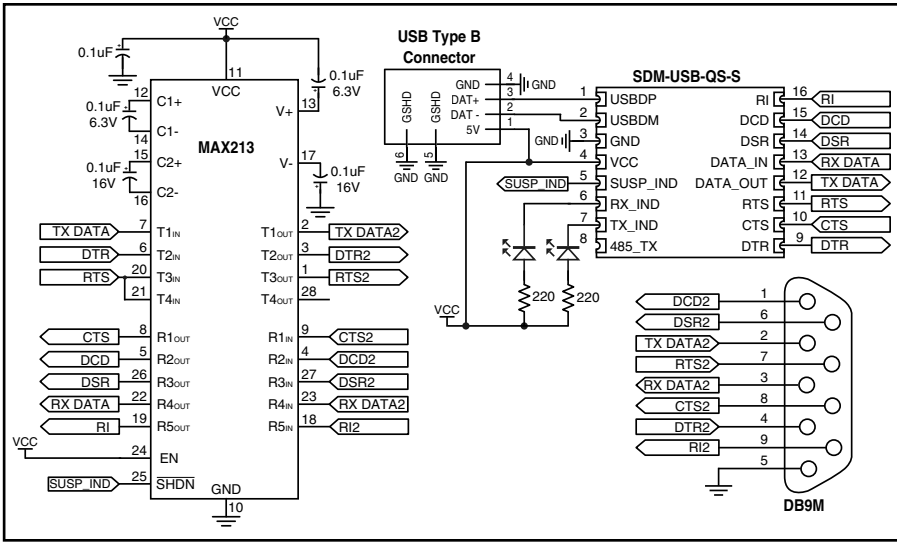 VCC
0.1uF
11
VCC
12
C1+
0.1uF
6.3V
C1-
14
15
C2+
0.1uF
16V
C2-
16
MAX213
V+
13
0.1uF
6.3V
V-
17
0.1uF
16V
TX DATA 7 T1IN T1OUT 2 TX DATA2
DTR 6 T2IN T2OUT 3 DTR2
RTS 20 T3IN T3OUT 1 RTS2
21 T4IN T4OUT 28
CTS 8 R1OUT R1IN 9 CTS2
DCD 5 R2OUT R2IN 4 DCD2
DSR 26 R3OUT R3IN 27 DSR2
RX DATA 22 R4OUT R4IN 23 RX DATA2
RI 19 R5OUT R5IN 18 RI2
VCC
24 EN
SUSP_IND 25 SHDN
GND
10
USB Type B
Connector
GND 4 GND
DAT+ 3
DAT - 2
5V 1
GSHD
GSHD
6
GND
5
GND
SDM-USB-QS-S
1 USBDP RI 16 RI
2 USBDM DCD 15 DCD
GND 3 GND DSR 14 DSR
4 VCC DATA_IN 13 RX DATA
SUSP_IND 5 SUSP_IND DATA_OUT 12 TX DATA
6 RX_IND RTS 11 RTS
7 TX_IND CTS 10 CTS
8 485_TX DTR 9 DTR
220
220
VCC
DCD2 1
DSR2 6
TX DATA2 2
RTS2 7
RX DATA2 3
CTS2 8
DTR2 4
RI2 9
5
DB9M